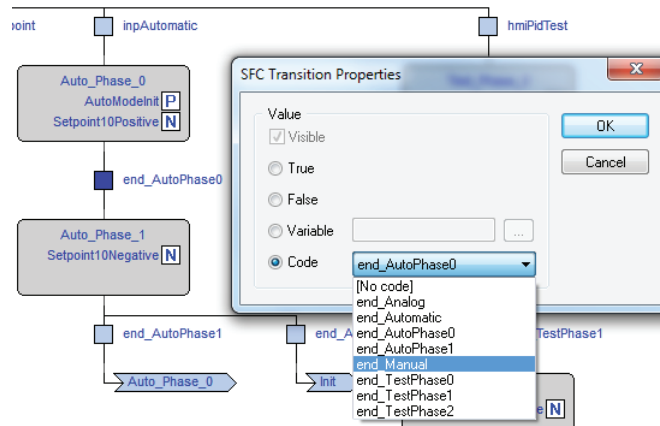 point
inpAutomatic
hmiPidTest
Auto_Phase_0
AutoModeInit P
Setpoint10Positive N
end_AutoPhase0
Auto_Phase_1
Setpoint10Negative N
end_AutoPhase1
Auto_Phase_0
Init
TestPhase1
N
SFC Transition Properties
Value
Visible
True
False
Variable
...
Code
end_AutoPhase0
[No code]
end_Analog
end_Automatic
end_AutoPhase0
end_AutoPhase1
end_Manual
end_TestPhase0
end_TestPhase1
end_TestPhase2
OK
Cancel